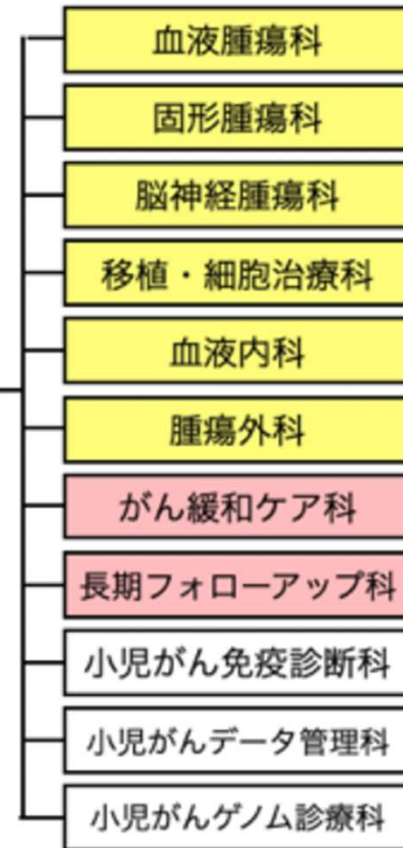 血液腫瘍科
固形腫瘍科
脳神経腫瘍科
移植・細胞治療科
血液内科
腫瘍外科
がん緩和ケア科
長期フォローアップ科
小児がん免疫診断科
小児がんデータ管理科
小児がんゲノム診療科